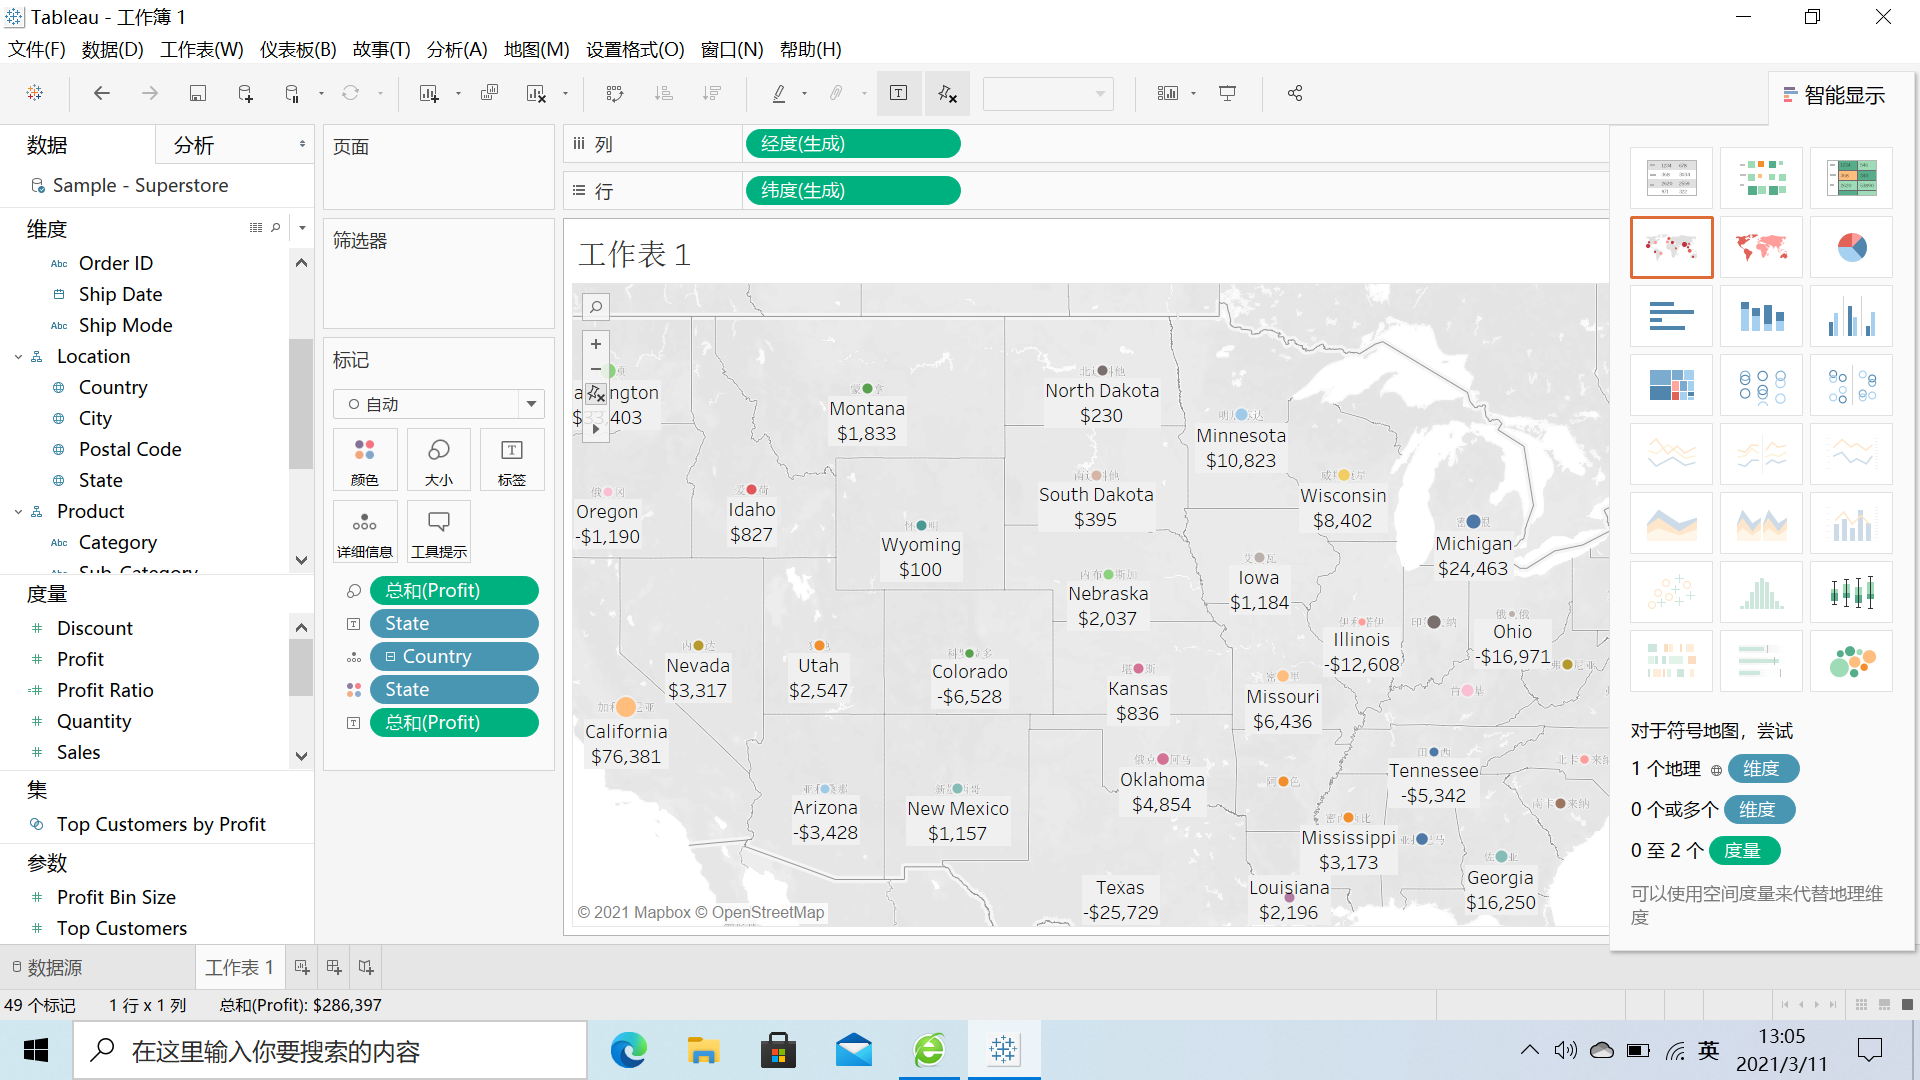 Tableau - 工作簿 1
文件(F) 数据(D) 工作表(W) 仪表板(B) 故事(T) 分析(A) 地图(M) 设置格式(O) 窗口(N) 帮助(H)
智能显示
数据
分析
Sample - Superstore
维度
Abc Order ID
Ship Date
Abc Ship Mode
Location
Country
City
Postal Code
State
Product
Abc Category
Sub-Category
度量
Discount
Profit
Profit Ratio
Quantity
Sales
集
Top Customers by Profit
参数
Profit Bin Size
Top Customers
页面
筛选器
标记
自动
颜色
大小
标签
详细信息
工具提示
总和(Profit)
State
Country
State
总和(Profit)
列
经度(生成)
行
纬度(生成)
工作表 1
Montana
$1,833
North Dakota
$230
Minnesota
$10,823
Oregon
-$1,190
Idaho
$827
Wyoming
$100
South Dakota
$395
Wisconsin
$8,402
Michigan
$24,463
Nebraska
$2,037
Iowa
$1,184
Illinois
-$12,608
Ohio
-$16,971
Nevada
$3,317
Utah
$2,547
Colorado
-$6,528
Kansas
$836
Missouri
$6,436
California
$76,381
Arizona
-$3,428
New Mexico
$1,157
Oklahoma
$4,854
Tennessee
-$5,342
Mississippi
$3,173
Texas
-$25,729
Louisiana
$2,196
Georgia
$16,250
© 2021 Mapbox © OpenStreetMap
对于符号地图，尝试
1 个地理 维度
0 个或多个 维度
0 至 2 个 度量
可以使用空间度量来代替地理维
度
数据源
工作表 1
49 个标记 1 行 x 1 列 总和(Profit): $286,397
在这里输入你要搜索的内容
英
13:05
2021/3/11